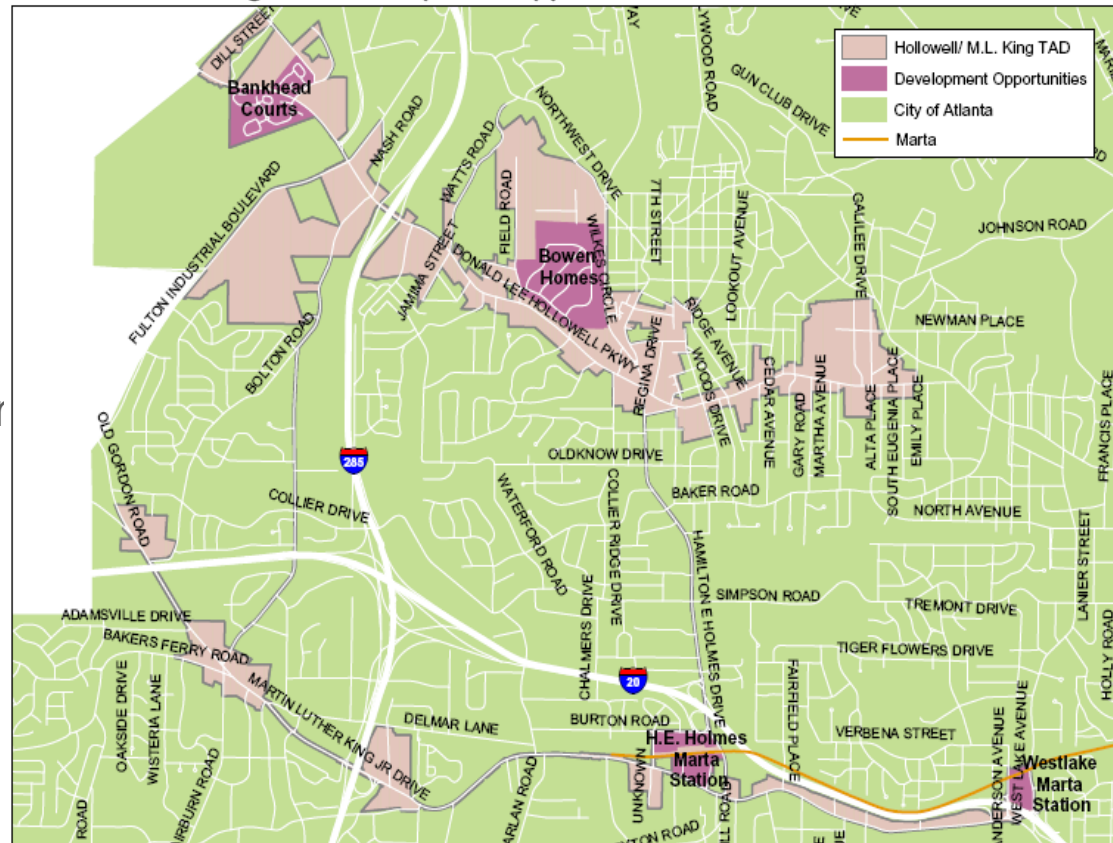 Hollowell/ M.L. King TAD
Development Opportunities
City of Atlanta
Marta
DILL STREET
Bankhead
Courts
NASH ROAD
WATTS ROAD
FIELD ROAD
NORTHWEST DRIVE
WAY
GUN CLUB DRIVE
JAMIMA STREET
DONALD LEE HOLLOWELL PKWY
Bowen
Homes
WILKES CIRCLE
7TH STREET
LOOKOUT AVENUE
GALILEE DRIVE
JOHNSON ROAD
FULTON INDUSTRIAL BOULEVARD
BOLTON ROAD
REGINA DRIVE
RIDGE AVENUE
WOODS DRIVE
CEDAR AVENUE
GARY ROAD
MARTHA AVENUE
ALTA PLACE
SOUTH EUGENIA PLACE
EMILY PLACE
NEWMAN PLACE
FRANCIS PLACE
OLD GORDON ROAD
285
COLLIER DRIVE
OLDKNOW DRIVE
BAKER ROAD
NORTH AVENUE
WATERFORD ROAD
COLLIER RIDGE DRIVE
CHALMERS DRIVE
HAMILTON E HOLMES DRIVE
SIMPSON ROAD
TREMONT DRIVE
LANIER STREET
ADAMSVILLE DRIVE
BAKERS FERRY ROAD
TIGER FLOWERS DRIVE
HOLLY ROAD
OAKSIDE DRIVE
WISTERIA LANE
MARTIN LUTHER KING JR DRIVE
DELMAR LANE
20
BURTON ROAD
FAIRFIELD PLACE
VERBENA STREET
H.E. Holmes
Marta
Station
UNKNOWN
ANDERSON AVENUE
WEST LAKE AVENUE
Westlake
Marta
Station
ROAD